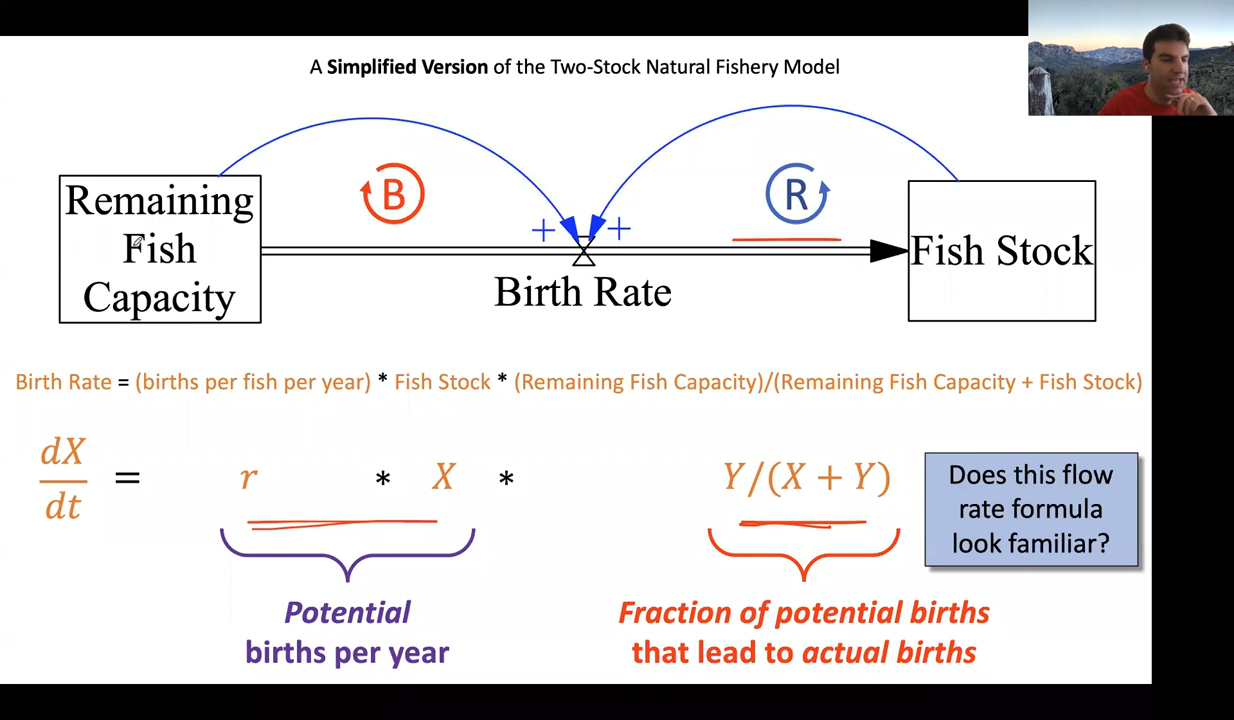 A Simplified Version of the Two-Stock Natural Fishery Model
B
R
Remaining
Fish
Capacity
+
+
Birth Rate
Fish Stock
Birth Rate = (births per fish per year) * Fish Stock * (Remaining Fish Capacity)/(Remaining Fish Capacity + Fish Stock)
dX/dt = r * X * Y/(X + Y)
Does this flow
rate formula
look familiar?
Potential
births per year
Fraction of potential births
that lead to actual births